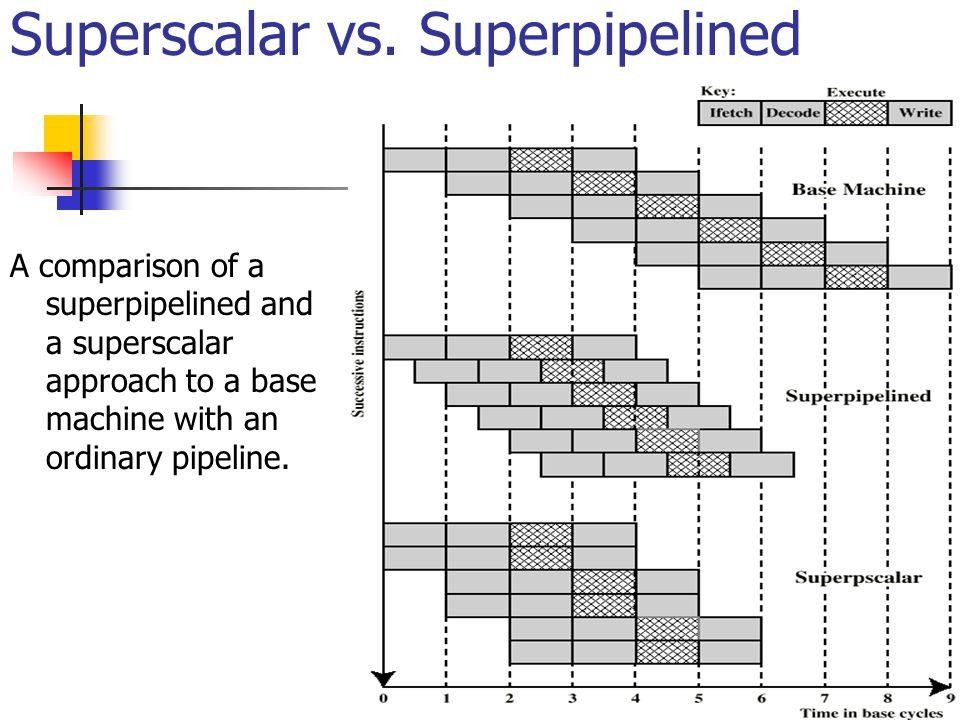 Superscalar vs. Superpipelined
Key:
Execute
Ifetch Decode Write
Base Machine
A comparison of a
superpipelined and
a superscalar
approach to a base
machine with an
ordinary pipeline.
Successive instructions
Superpipelined
Superpscalar
0 1 2 3 4 5 6 7 8 9
Time in base cycles